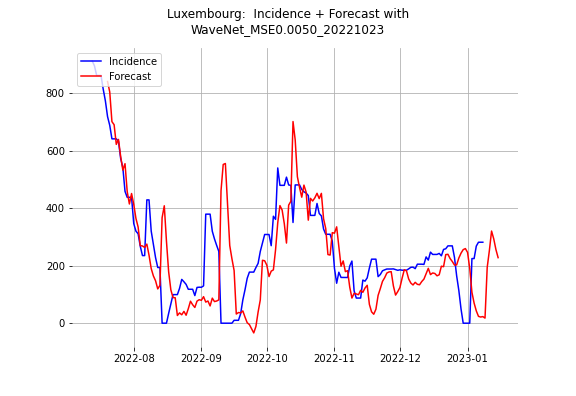 Luxembourg:  Incidence + Forecast with
WaveNet_MSE0.0050_20221023
Incidence
Forecast
800
600
400
200
0
2022-08 2022-09 2022-10 2022-11 2022-12 2023-01